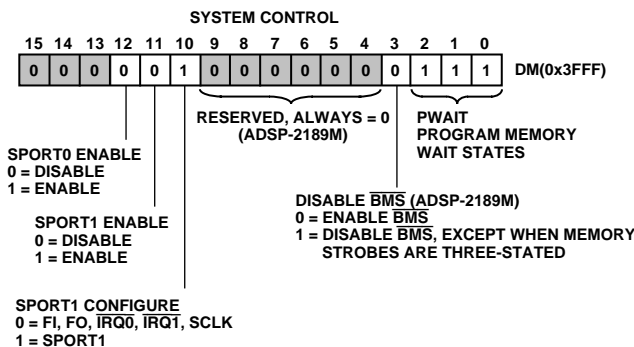 SYSTEM CONTROL
15 14 13 12 11 10 9 8 7 6 5 4 3 2 1 0
0 0 0 0 0 1 0 0 0 0 0 0 0 1 1 1 DM(0x3FFF)
RESERVED, ALWAYS = 0
(ADSP-2189M)
PWAIT
PROGRAM MEMORY
WAIT STATES
SPORT0 ENABLE
0 = DISABLE
1 = ENABLE
DISABLE BMS (ADSP-2189M)
0 = ENABLE BMS
1 = DISABLE BMS, EXCEPT WHEN MEMORY
STROBES ARE THREE-STATED
SPORT1 ENABLE
0 = DISABLE
1 = ENABLE
SPORT1 CONFIGURE
0 = FI, FO, IRQ0, IRQ1, SCLK
1 = SPORT1